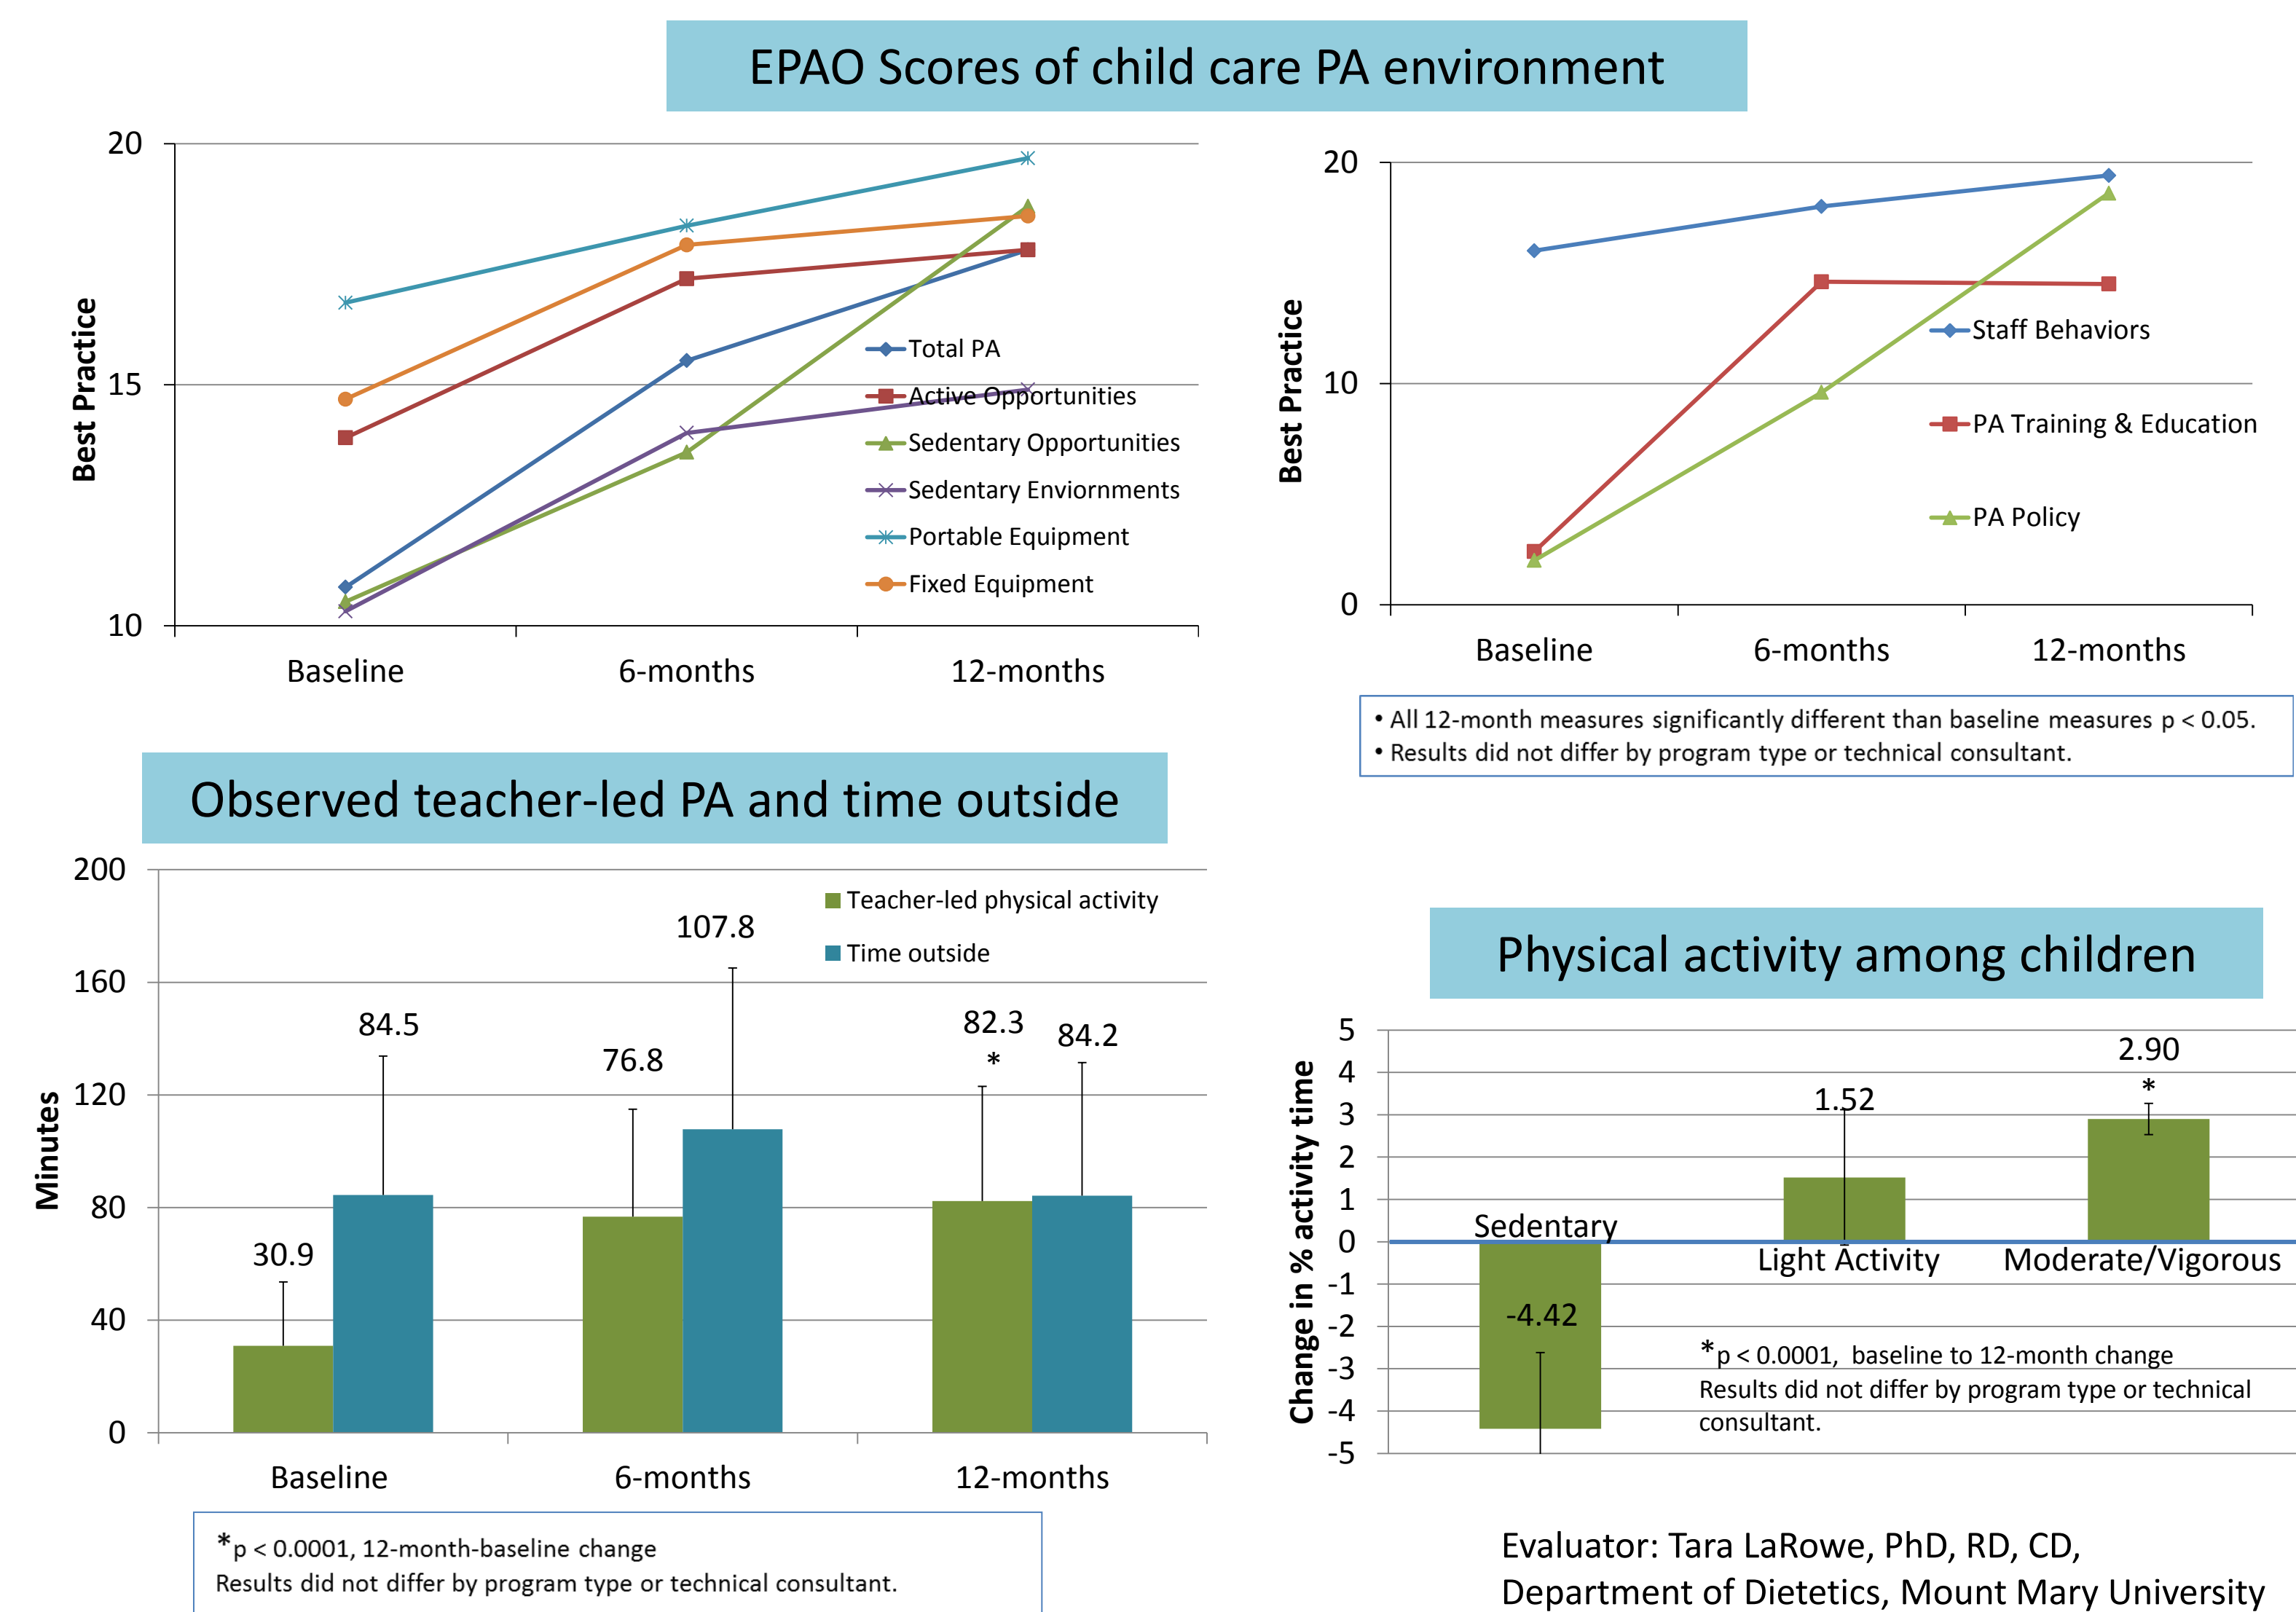 EPAO Scores of child care PA environment
20
15
10
Best Practice
Total PA
Active Opportunities
Sedentary Opportunities
Sedentary Enviornments
Portable Equipment
Fixed Equipment
Baseline
6-months
12-months
20
10
0
Best Practice
Staff Behaviors
PA Training & Education
PA Policy
Baseline
6-months
12-months
• All 12-month measures significantly different than baseline measures p < 0.05.
• Results did not differ by program type or technical consultant.
Observed teacher-led PA and time outside
200
160
120
80
40
0
Minutes
Teacher-led physical activity
Time outside
30.9
84.5
76.8
107.8
82.3
*
84.2
Baseline
6-months
12-months
*p < 0.0001, 12-month-baseline change
Results did not differ by program type or technical consultant.
Physical activity among children
5
4
3
2
1
0
-1
-2
-3
-4
-5
Change in % activity time
Sedentary
-4.42
1.52
Light Activity
2.90
*
Moderate/Vigorous
*p < 0.0001, baseline to 12-month change
Results did not differ by program type or technical
consultant.
Evaluator: Tara LaRowe, PhD, RD, CD,
Department of Dietetics, Mount Mary University